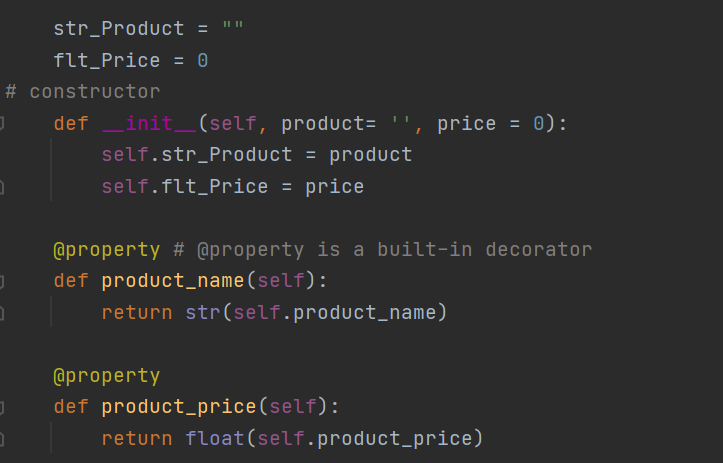 str_Product = ""
flt_Price = 0
# constructor
def __init__(self, product= '', price = 0):
self.str_Product = product
self.flt_Price = price
@property # @property is a built-in decorator
def product_name(self):
return str(self.product_name)
@property
def product_price(self):
return float(self.product_price)